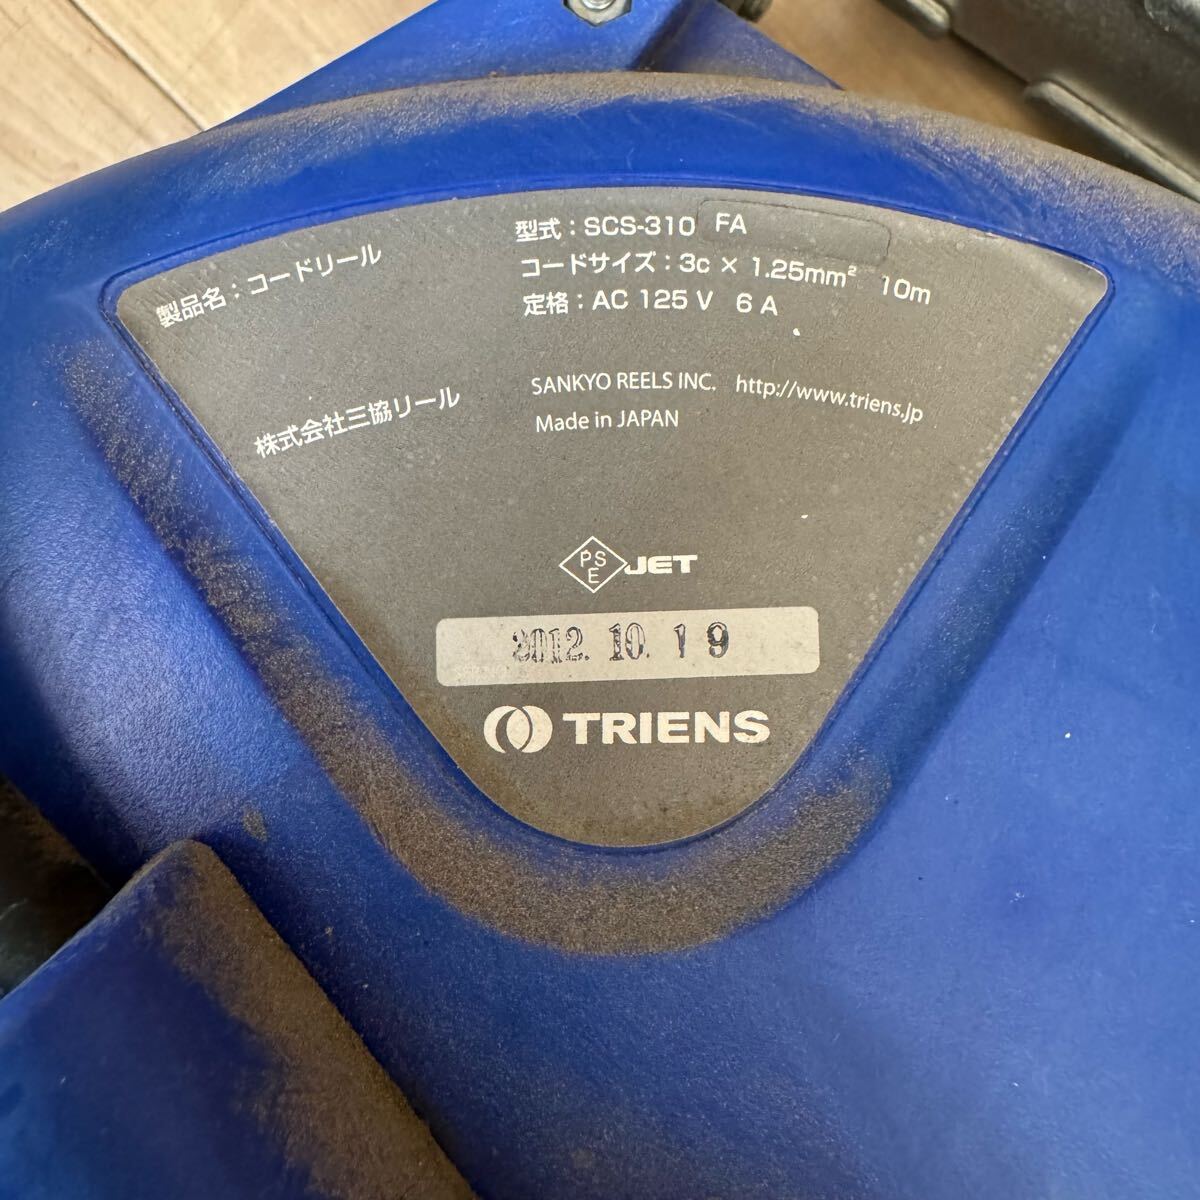 製品名：コードリール
型式：SCS-310 FA
コードサイズ：3c × 1.25mm² 10m
定格：AC 125 V 6 A
株式会社三協リール
SANKYO REELS INC. http://www.triens.jp
Made in JAPAN
PS
E
JET
2012.10.19
TRIENS